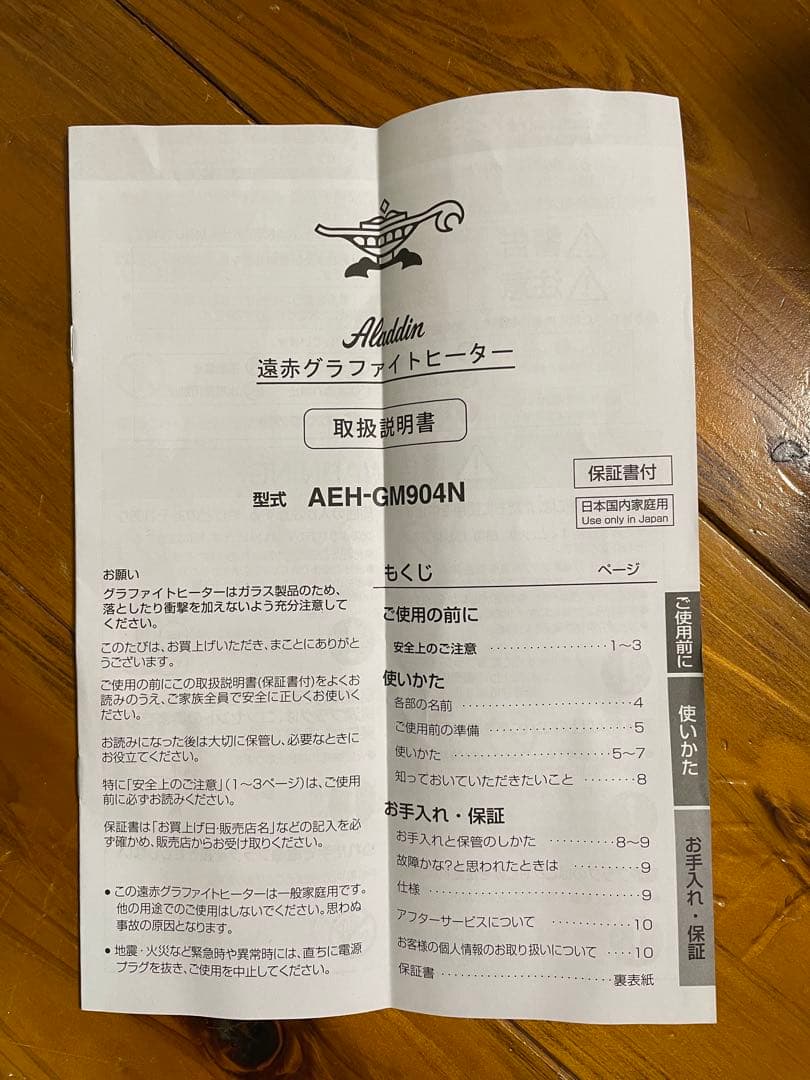 Aladdin
遠赤グラファイトヒーター
取扱説明書
型式 AEH-GM904N
保証書付
日本国内家庭用
Use only in Japan
お願い
グラファイトヒーターはガラス製品のため、
落としたり衝撃を加えないよう充分注意して
ください。
このたびは、お買上げいただき、まことにありがと
うございます。
ご使用の前にこの取扱説明書(保証書付)をよくお
読みのうえ、ご家族全員で安全に正しくお使いく
ださい。
お読みになった後は大切に保管し、必要なときに
お役立てください。
特に「安全上のご注意」(1〜3ページ)は、ご使用
前に必ずお読みください。
保証書は「お買上げ日・販売店名」などの記入を必
ず確かめ、販売店からお受け取りください。
● この遠赤グラファイトヒーターは一般家庭用です。
他の用途でのご使用はしないでください。思わぬ
事故の原因となります。
● 地震・火災など緊急時や異常時には、直ちに電源
プラグを抜き、ご使用を中止してください。
もくじ ページ
ご使用の前に
安全上のご注意 ・・・・・・・・・・・・・・・・・・・1〜3
使いかた
各部の名前 ・・・・・・・・・・・・・・・・・・・・・・・・・・4
ご使用前の準備 ・・・・・・・・・・・・・・・・・・・・・・5
使いかた ・・・・・・・・・・・・・・・・・・・・・・・・5〜7
知っておいていただきたいこと ・・・・・・・・8
お手入れ・保証
お手入れと保管のしかた ・・・・・・・・・・・8〜9
故障かな?と思われたときは ・・・・・・・・・・9
仕様 ・・・・・・・・・・・・・・・・・・・・・・・・・・・・・・・・9
アフターサービスについて ・・・・・・・・・・・・10
お客様の個人情報のお取り扱いについて ・・・・10
保証書 ・・・・・・・・・・・・・・・・・・・・・・・・・裏表紙
ご使用前に
使いかた
お手入れ・保証